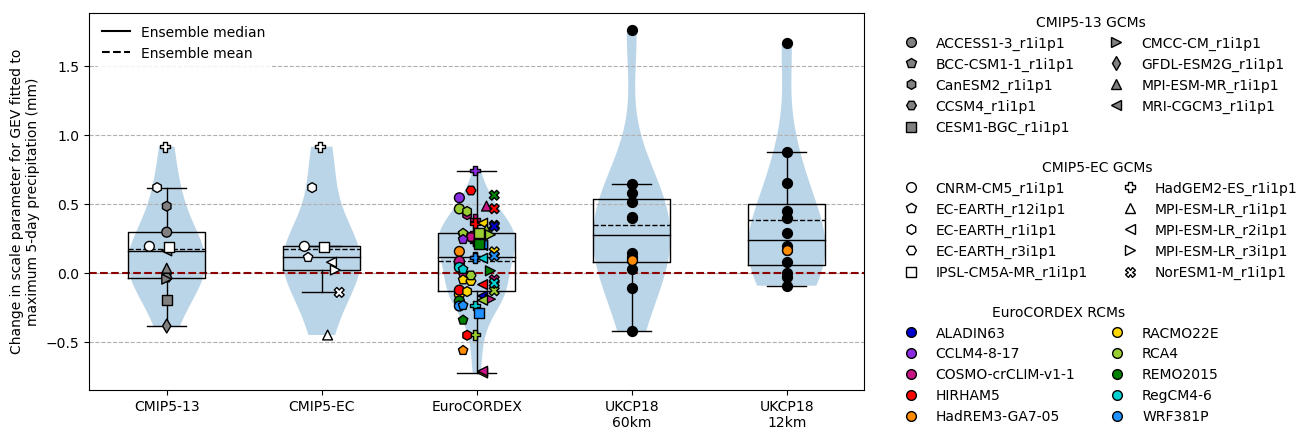 Change in scale parameter for GEV fitted to
maximum 5-day precipitation (mm)
1.5
1.0
0.5
0.0
−0.5
Ensemble median
Ensemble mean
CMIP5-13
CMIP5-EC
EuroCORDEX
UKCP18
60km
UKCP18
12km
CMIP5-13 GCMs
ACCESS1-3_r1i1p1
BCC-CSM1-1_r1i1p1
CanESM2_r1i1p1
CCSM4_r1i1p1
CESM1-BGC_r1i1p1
CMCC-CM_r1i1p1
GFDL-ESM2G_r1i1p1
MPI-ESM-MR_r1i1p1
MRI-CGCM3_r1i1p1
CMIP5-EC GCMs
CNRM-CM5_r1i1p1
EC-EARTH_r12i1p1
EC-EARTH_r1i1p1
EC-EARTH_r3i1p1
IPSL-CM5A-MR_r1i1p1
HadGEM2-ES_r1i1p1
MPI-ESM-LR_r1i1p1
MPI-ESM-LR_r2i1p1
MPI-ESM-LR_r3i1p1
NorESM1-M_r1i1p1
EuroCORDEX RCMs
ALADIN63
CCLM4-8-17
COSMO-crCLIM-v1-1
HIRHAM5
HadREM3-GA7-05
RACMO22E
RCA4
REMO2015
RegCM4-6
WRF381P